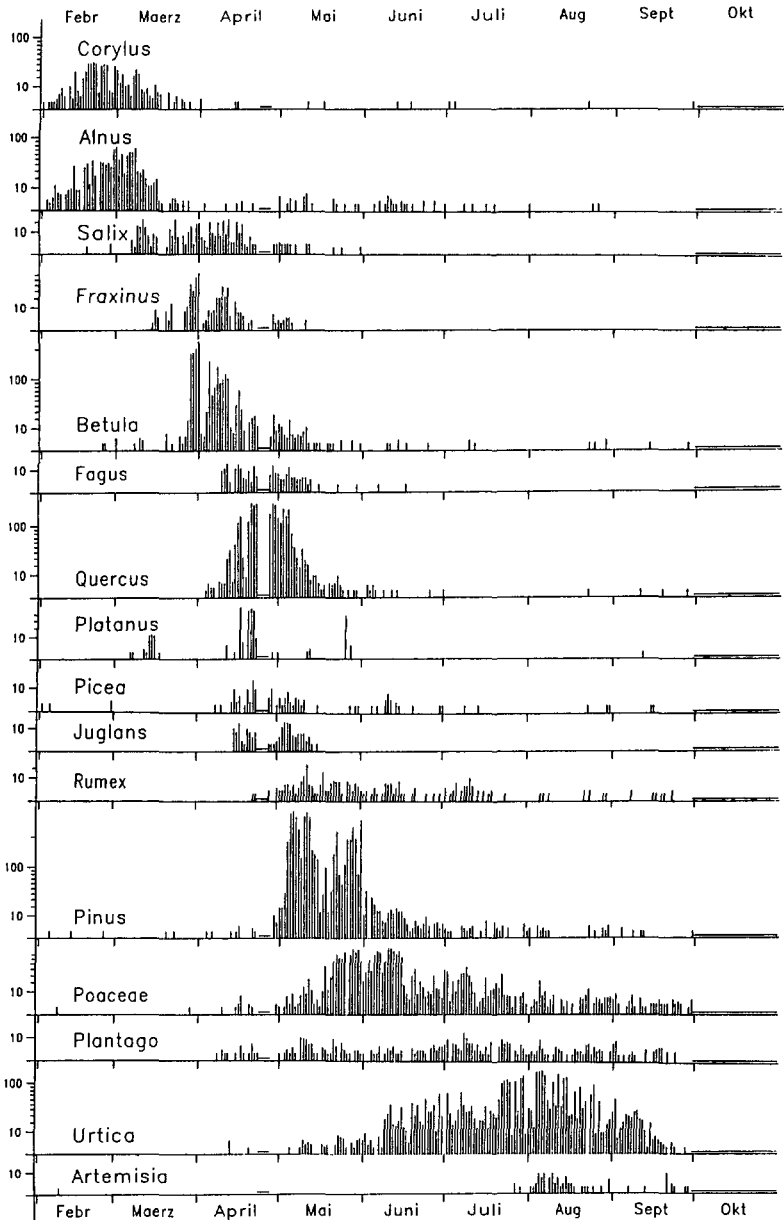 Febr Maerz April Mai Juni Juli Aug Sept Okt
100
Corylus
10
100
Alnus
10
10
Salix
Fraxinus
10
100
Betula
10
10
Fagus
100
Quercus
10
Platanus
10
10
Picea
10
Juglans
10
Rumex
100
10
Pinus
10
Poaceae
10
Plantago
100
10
Urtica
10
Artemisia
Febr Maerz April Mai Juni Juli Aug Sept Okt